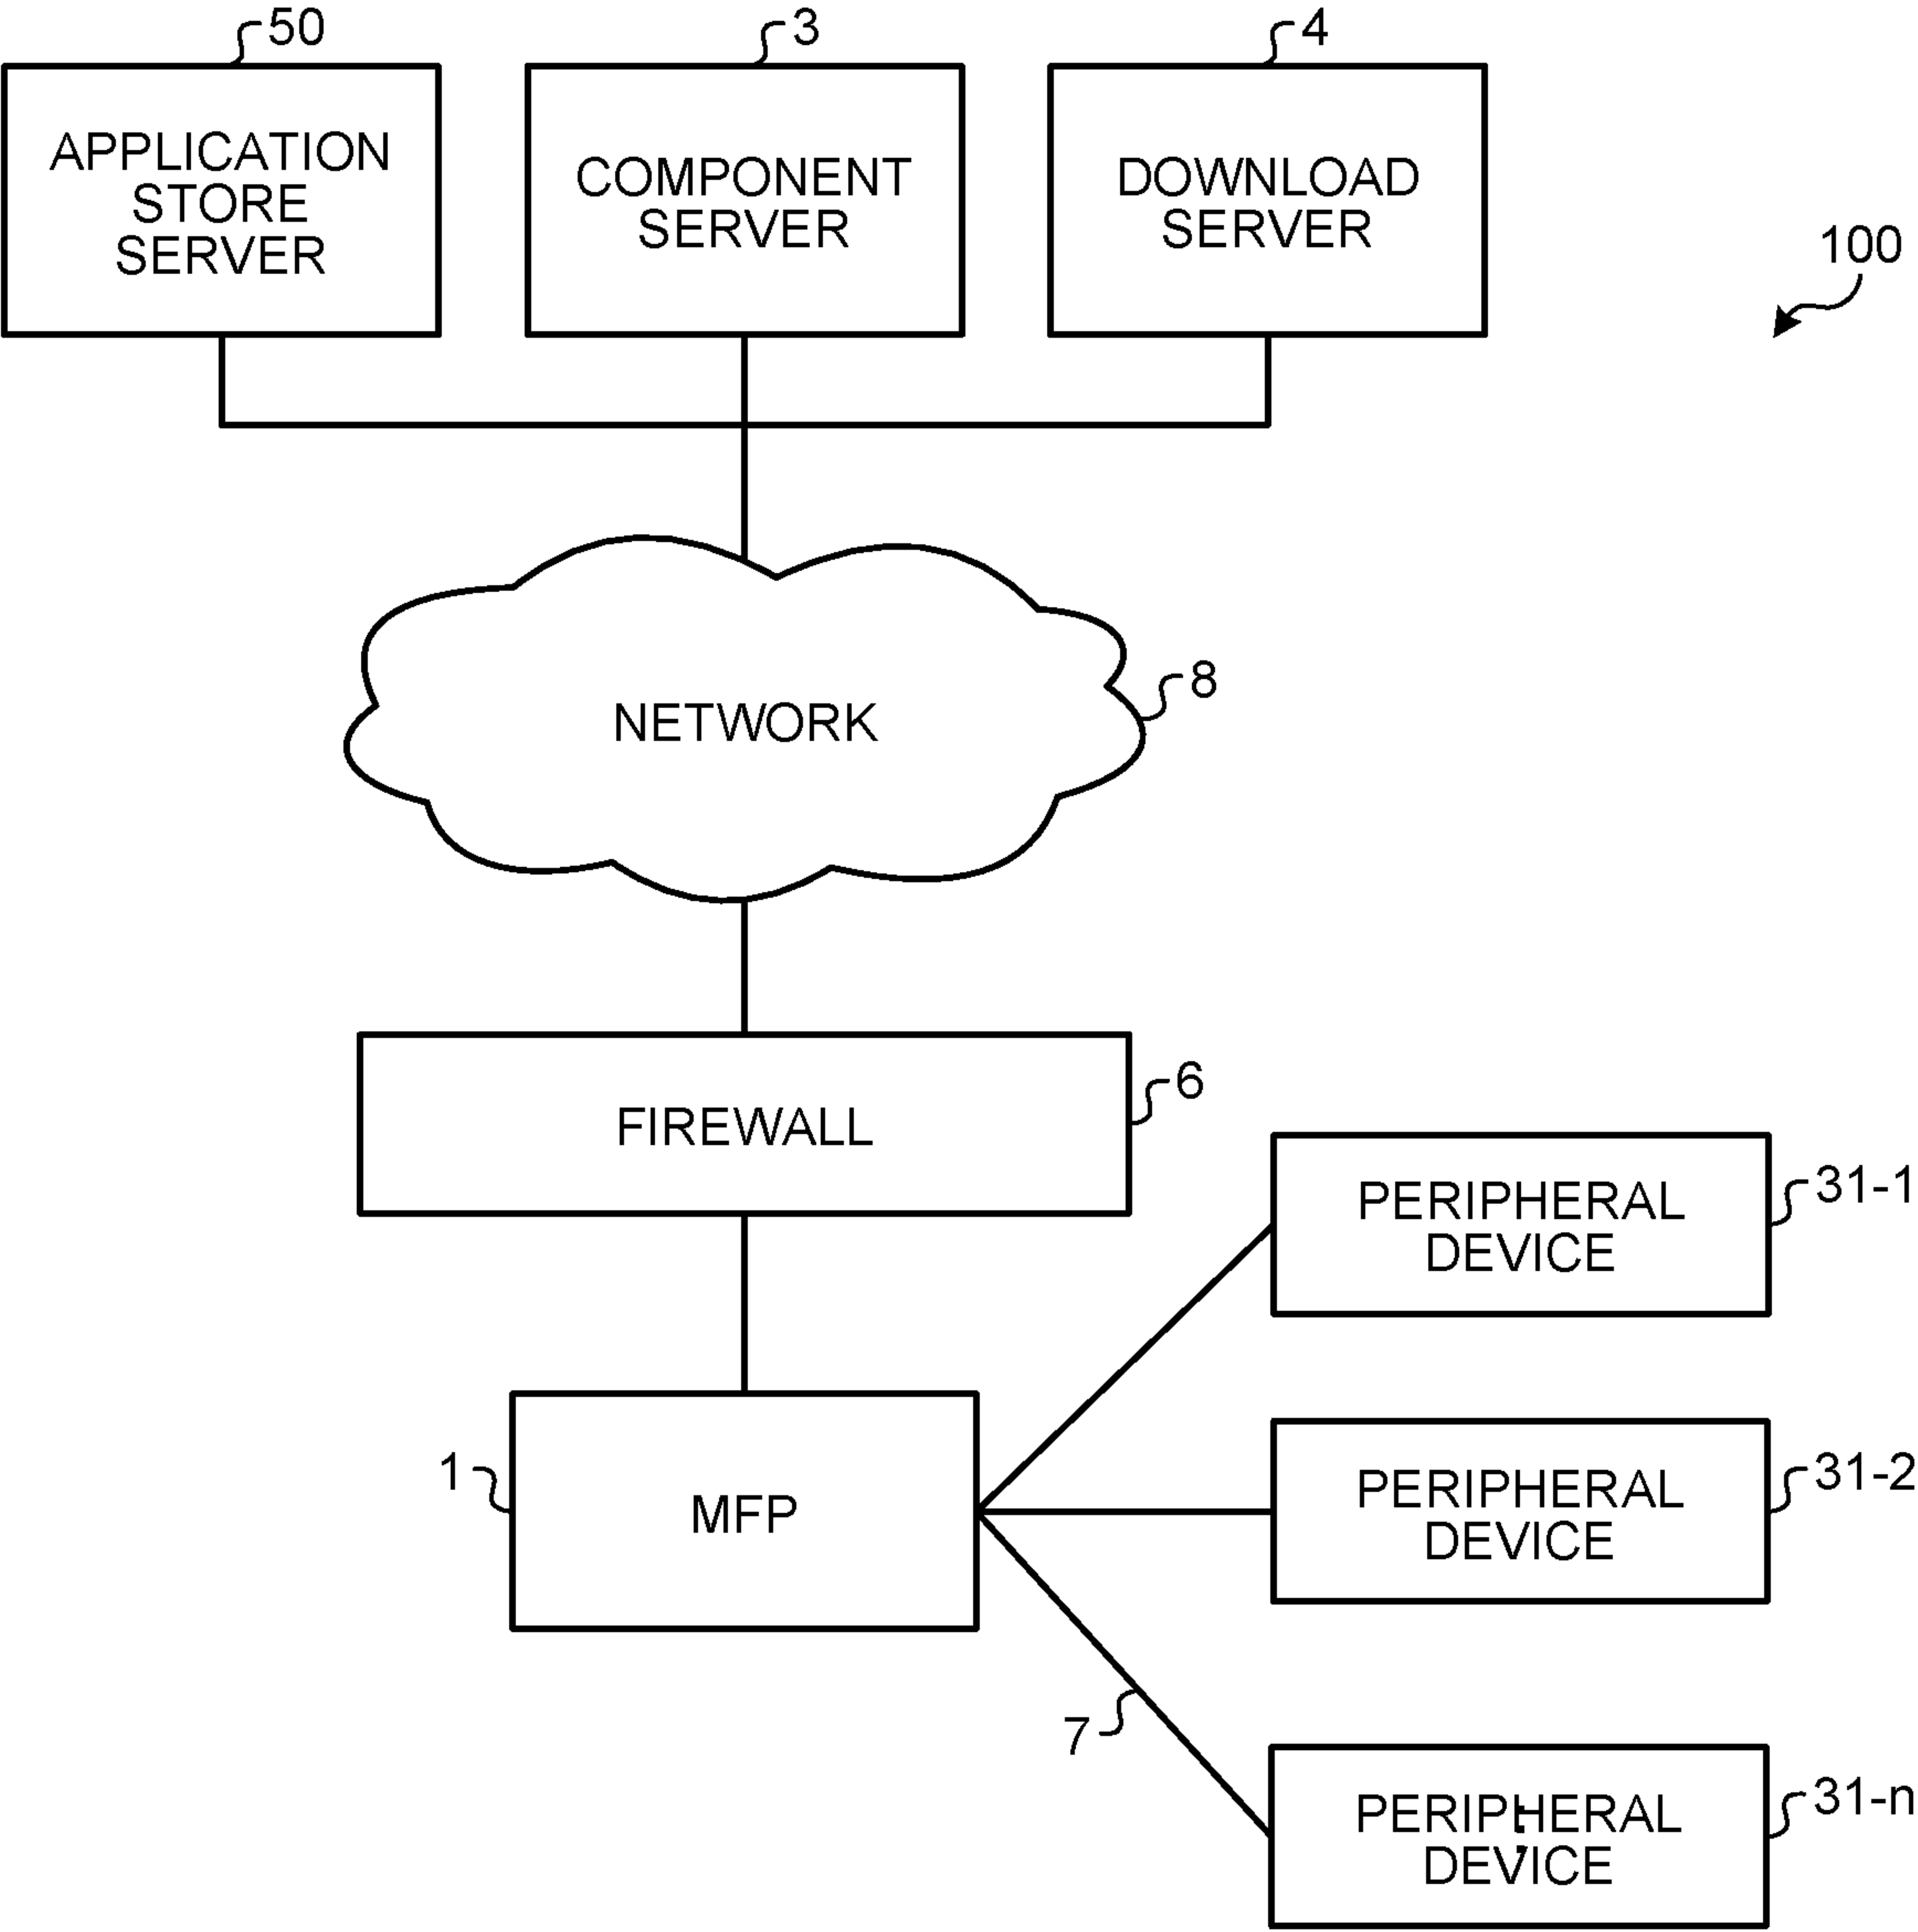 50
3
4
APPLICATION
STORE
SERVER
COMPONENT
SERVER
DOWNLOAD
SERVER
100
NETWORK
8
FIREWALL
6
PERIPHERAL
DEVICE
31-1
1
MFP
PERIPHERAL
DEVICE
31-2
7
PERIPHERAL
DEVICE
31-n